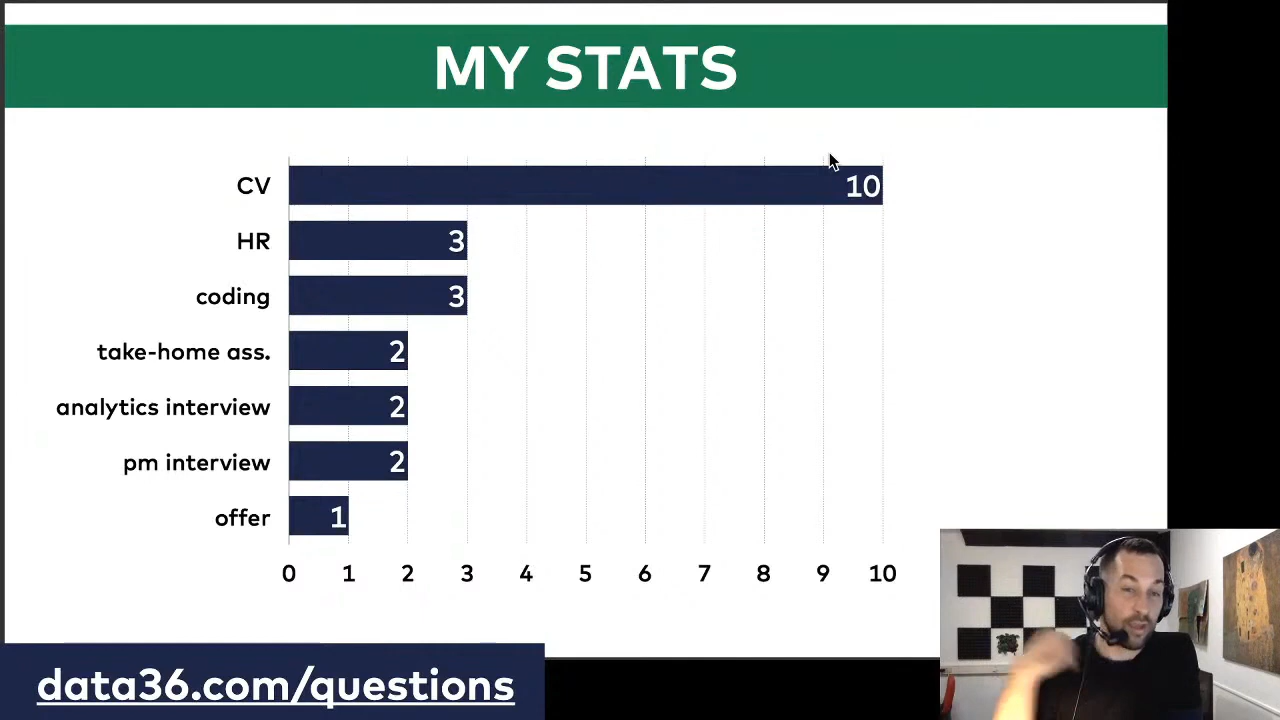 MY STATS
CV 10
HR 3
coding 3
take-home ass. 2
analytics interview 2
pm interview 2
offer 1
0 1 2 3 4 5 6 7 8 9 10
data36.com/questions